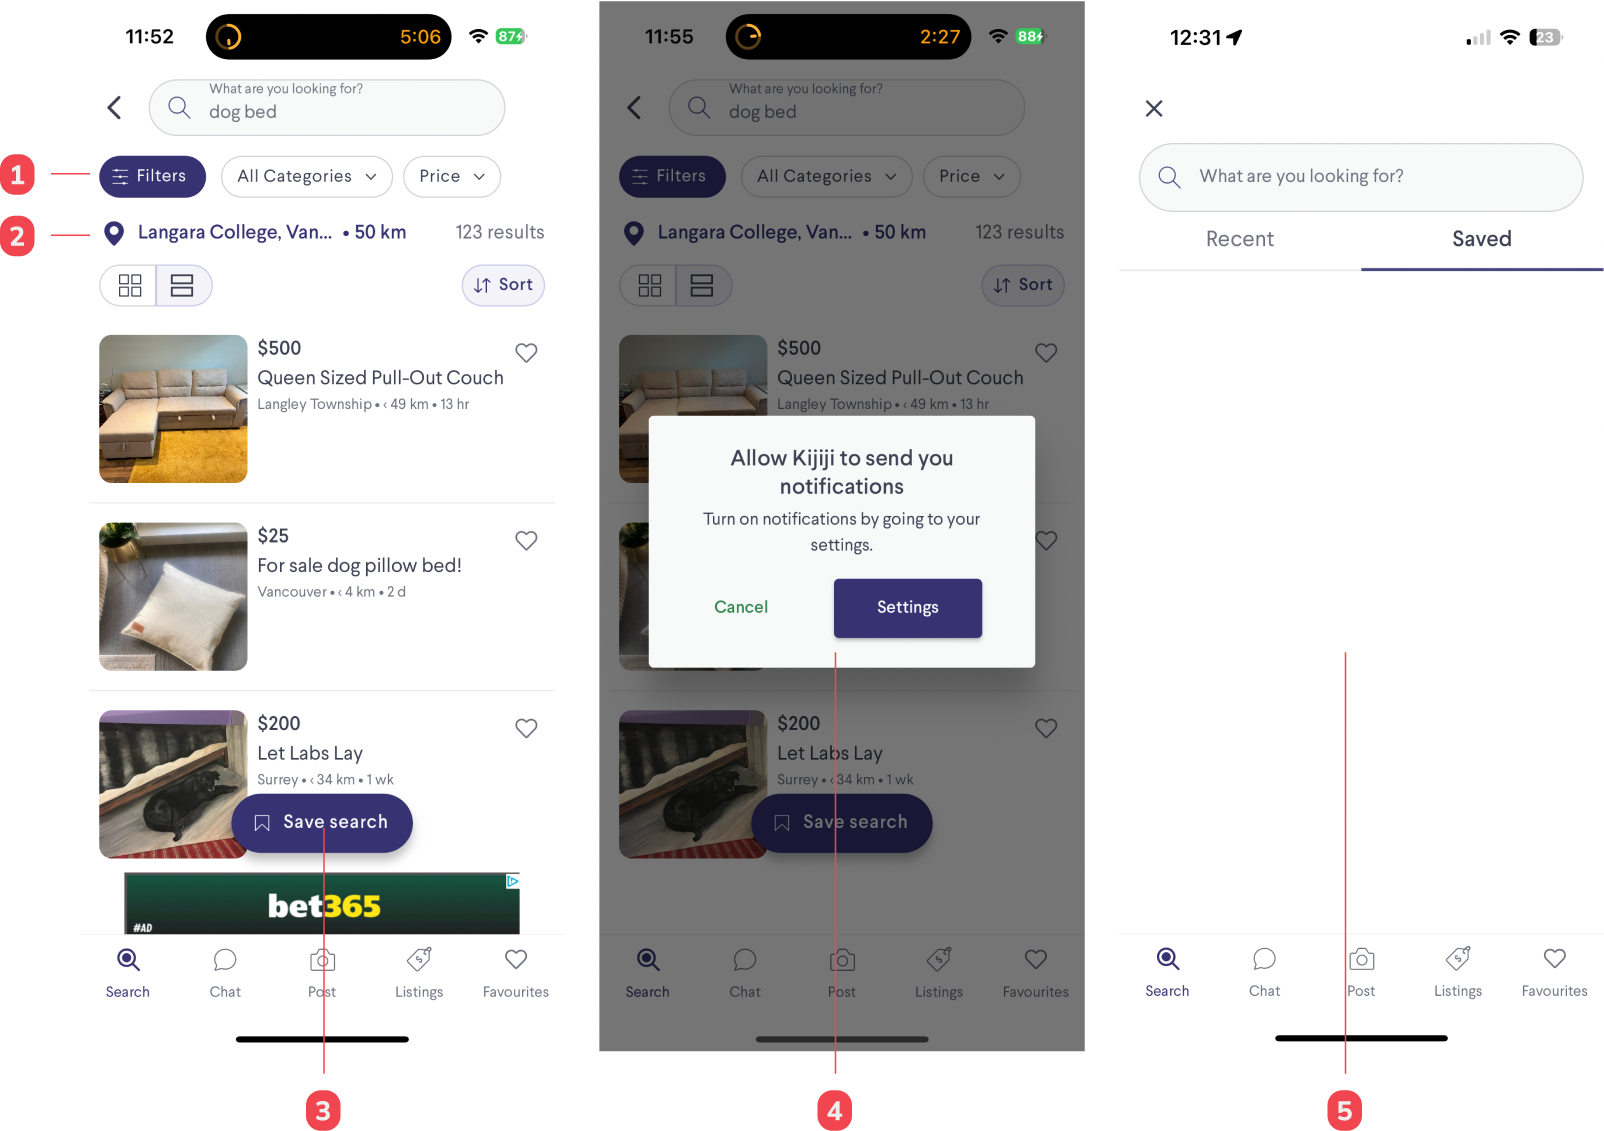 11:52
5:06
87
What are you looking for?
dog bed
Filters
All Categories
Price
Langara College, Van... • 50 km
123 results
Sort
$500
Queen Sized Pull-Out Couch
Langley Township • ‹ 49 km • 13 hr
$25
For sale dog pillow bed!
Vancouver • ‹ 4 km • 2 d
$200
Let Labs Lay
Surrey • ‹ 34 km • 1 wk
Save search
bet365
#AD
Search
Chat
Post
Listings
Favourites
1
2
3
11:55
2:27
88
What are you looking for?
dog bed
Filters
All Categories
Price
Langara College, Van... • 50 km
123 results
Sort
$500
Queen Sized Pull-Out Couch
Langley Township • ‹ 49 km • 13 hr
Allow Kijiji to send you
notifications
Turn on notifications by going to your
settings.
Cancel
Settings
$200
Let Labs Lay
Surrey • ‹ 34 km • 1 wk
Save search
Search
Chat
Post
Listings
Favourites
4
12:31
23
What are you looking for?
Recent
Saved
Search
Chat
Post
Listings
Favourites
5